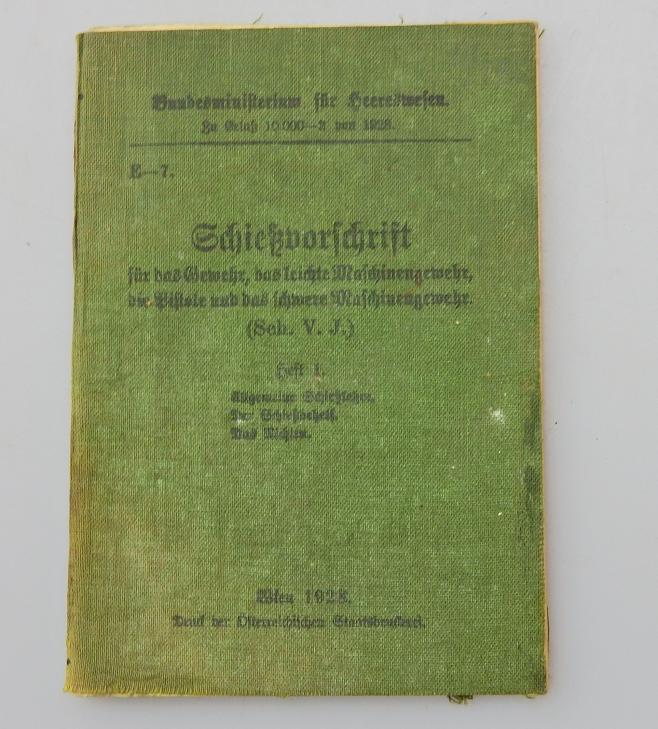 Bundesministerium für Heereswesen.
Zu Erlaß 10.000—2 von 1928.
E—7.
Schießvorschrift
für das Gewehr, das leichte Maschinengewehr,
die Pistole und das schwere Maschinengewehr.
(Sch. V. J.)
Heft 1.
Allgemeine Schießlehre.
Der Schießbehelf.
Das Richten.
Wien 1928.
Druck der Österreichischen Staatsdruckerei.